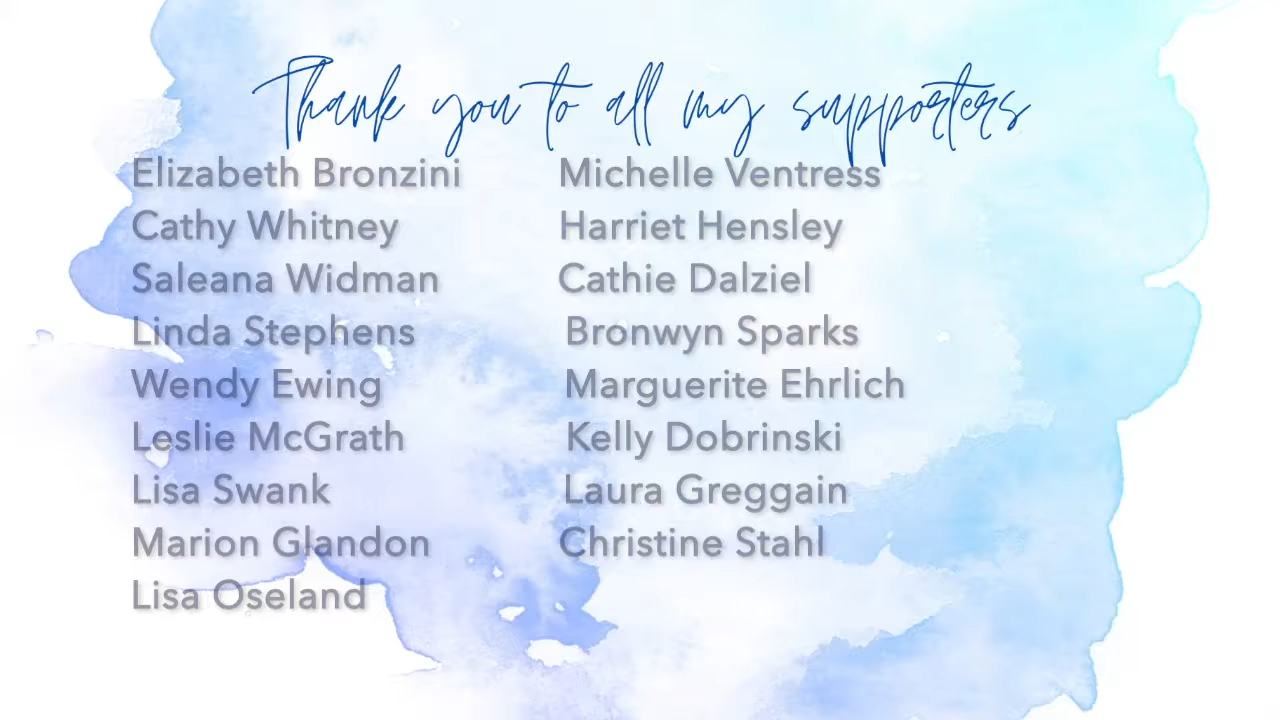 Thank you to all my supporters
Elizabeth Bronzini
Cathy Whitney
Saleana Widman
Linda Stephens
Wendy Ewing
Leslie McGrath
Lisa Swank
Marion Glandon
Lisa Oseland
Michelle Ventress
Harriet Hensley
Cathie Dalziel
Bronwyn Sparks
Marguerite Ehrlich
Kelly Dobrinski
Laura Greggain
Christine Stahl